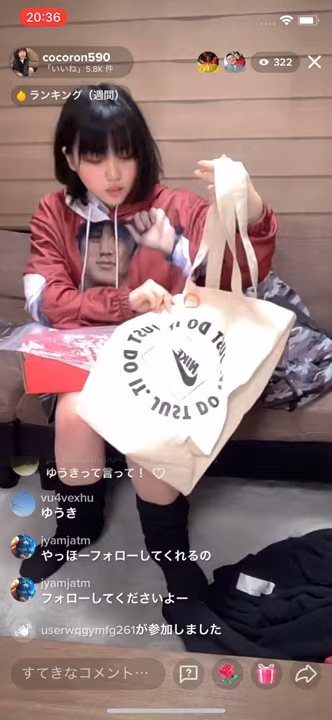 20:36
cocoron590
「いいね」5.8K 件
322
ランキング（週間）
JUST DO IT. JUST DO IT. JUST DO IT.
NIKE
ゆうきって言って！
vu4vexhu
ゆうき
jyamjatm
やっほーフォローしてくれるの
jyamjatm
フォローしてくださいよー
userwqgymfg261が参加しました
すてきなコメント…